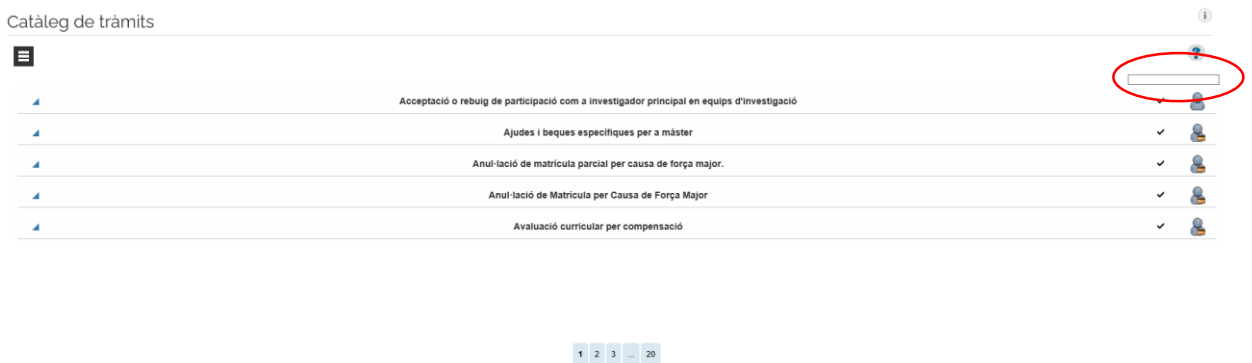 Catàleg de tràmits
i
?
Acceptació o rebuig de participació com a investigador principal en equips d'investigació
Ajudes i beques específiques per a màster
Anul·lació de matrícula parcial per causa de força major.
Anul·lació de Matrícula per Causa de Força Major
Avaluació curricular per compensació
1 2 3 ... 20